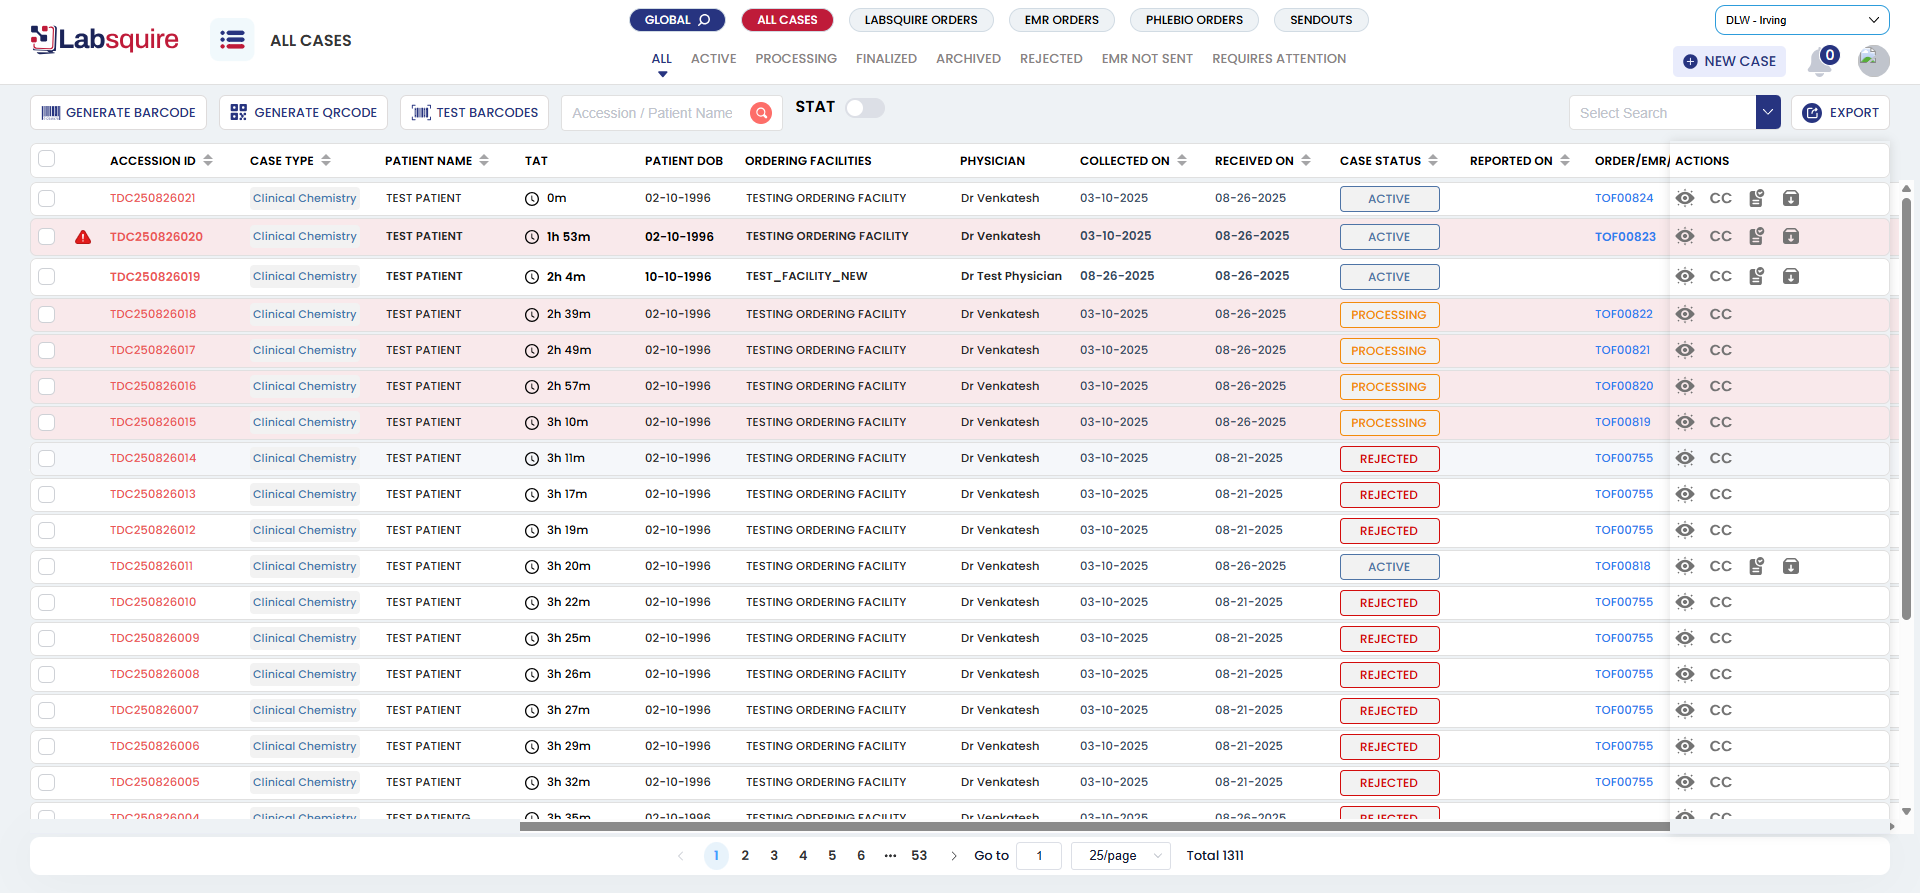 GLOBAL ALL CASES LABSQUIRE ORDERS EMR ORDERS PHLEBIO ORDERS SENDOUTS DLW - Irving
Labsquire ALL CASES
ALL ACTIVE PROCESSING FINALIZED ARCHIVED REJECTED EMR NOT SENT REQUIRES ATTENTION NEW CASE 0
GENERATE BARCODE GENERATE QRCODE TEST BARCODES Accession / Patient Name STAT Select Search EXPORT
ACCESSION ID CASE TYPE PATIENT NAME TAT PATIENT DOB ORDERING FACILITIES PHYSICIAN COLLECTED ON RECEIVED ON CASE STATUS REPORTED ON ORDER/EMR/ ACTIONS
TDC250826021 Clinical Chemistry TEST PATIENT 0m 02-10-1996 TESTING ORDERING FACILITY Dr Venkatesh 03-10-2025 08-26-2025 ACTIVE TOF00824 CC
TDC250826020 Clinical Chemistry TEST PATIENT 1h 53m 02-10-1996 TESTING ORDERING FACILITY Dr Venkatesh 03-10-2025 08-26-2025 ACTIVE TOF00823 CC
TDC250826019 Clinical Chemistry TEST PATIENT 2h 4m 10-10-1996 TEST_FACILITY_NEW Dr Test Physician 08-26-2025 08-26-2025 ACTIVE CC
TDC250826018 Clinical Chemistry TEST PATIENT 2h 39m 02-10-1996 TESTING ORDERING FACILITY Dr Venkatesh 03-10-2025 08-26-2025 PROCESSING TOF00822 CC
TDC250826017 Clinical Chemistry TEST PATIENT 2h 49m 02-10-1996 TESTING ORDERING FACILITY Dr Venkatesh 03-10-2025 08-26-2025 PROCESSING TOF00821 CC
TDC250826016 Clinical Chemistry TEST PATIENT 2h 57m 02-10-1996 TESTING ORDERING FACILITY Dr Venkatesh 03-10-2025 08-26-2025 PROCESSING TOF00820 CC
TDC250826015 Clinical Chemistry TEST PATIENT 3h 10m 02-10-1996 TESTING ORDERING FACILITY Dr Venkatesh 03-10-2025 08-26-2025 PROCESSING TOF00819 CC
TDC250826014 Clinical Chemistry TEST PATIENT 3h 11m 02-10-1996 TESTING ORDERING FACILITY Dr Venkatesh 03-10-2025 08-21-2025 REJECTED TOF00755 CC
TDC250826013 Clinical Chemistry TEST PATIENT 3h 17m 02-10-1996 TESTING ORDERING FACILITY Dr Venkatesh 03-10-2025 08-21-2025 REJECTED TOF00755 CC
TDC250826012 Clinical Chemistry TEST PATIENT 3h 19m 02-10-1996 TESTING ORDERING FACILITY Dr Venkatesh 03-10-2025 08-21-2025 REJECTED TOF00755 CC
TDC250826011 Clinical Chemistry TEST PATIENT 3h 20m 02-10-1996 TESTING ORDERING FACILITY Dr Venkatesh 03-10-2025 08-26-2025 ACTIVE TOF00818 CC
TDC250826010 Clinical Chemistry TEST PATIENT 3h 22m 02-10-1996 TESTING ORDERING FACILITY Dr Venkatesh 03-10-2025 08-21-2025 REJECTED TOF00755 CC
TDC250826009 Clinical Chemistry TEST PATIENT 3h 25m 02-10-1996 TESTING ORDERING FACILITY Dr Venkatesh 03-10-2025 08-21-2025 REJECTED TOF00755 CC
TDC250826008 Clinical Chemistry TEST PATIENT 3h 26m 02-10-1996 TESTING ORDERING FACILITY Dr Venkatesh 03-10-2025 08-21-2025 REJECTED TOF00755 CC
TDC250826007 Clinical Chemistry TEST PATIENT 3h 27m 02-10-1996 TESTING ORDERING FACILITY Dr Venkatesh 03-10-2025 08-21-2025 REJECTED TOF00755 CC
TDC250826006 Clinical Chemistry TEST PATIENT 3h 29m 02-10-1996 TESTING ORDERING FACILITY Dr Venkatesh 03-10-2025 08-21-2025 REJECTED TOF00755 CC
TDC250826005 Clinical Chemistry TEST PATIENT 3h 32m 02-10-1996 TESTING ORDERING FACILITY Dr Venkatesh 03-10-2025 08-21-2025 REJECTED TOF00755 CC
TDC250826004 Clinical Chemistry TEST PATIENTG 3h 35m 02-10-1996 TESTING ORDERING FACILITY Dr Venkatesh 03-10-2025 08-26-2025 REJECTED CC
1 2 3 4 5 6 ••• 53 Go to 1 25/page Total 1311